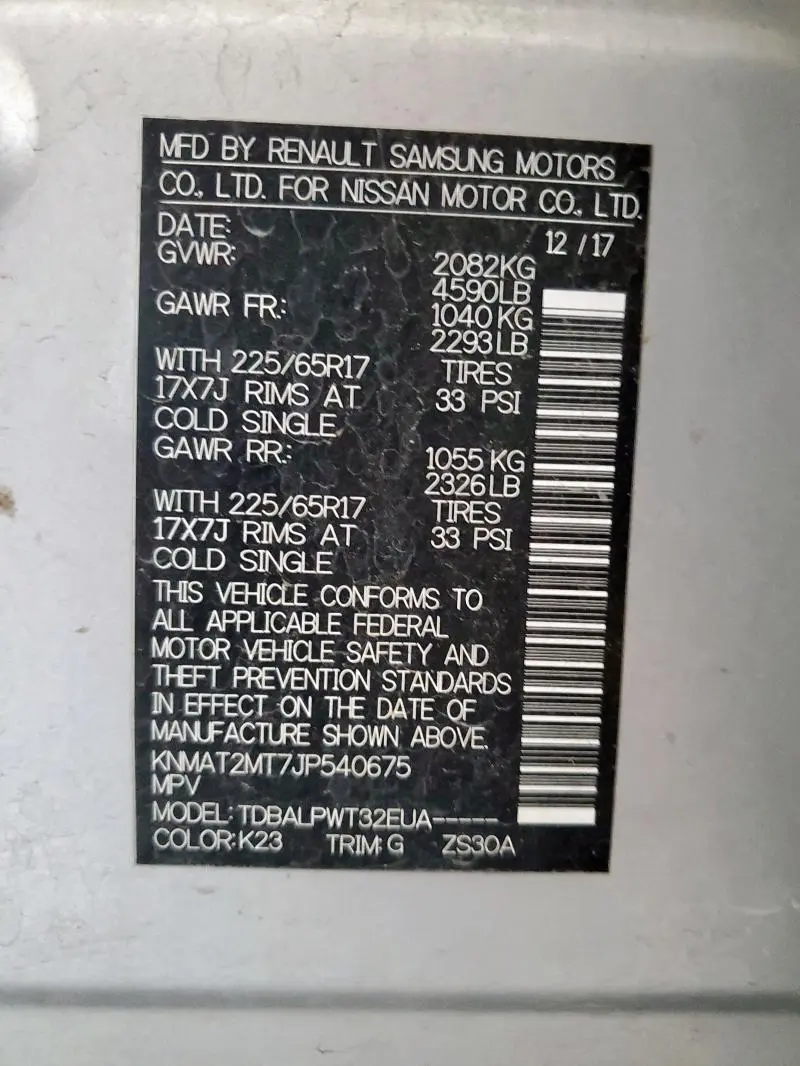 MFD BY RENAULT SAMSUNG MOTORS
CO., LTD. FOR NISSAN MOTOR CO., LTD.
DATE: 12 / 17
GVWR: 2082KG
4590LB
GAWR FR.: 1040 KG
2293 LB
WITH 225/65R17 TIRES
17X7J RIMS AT 33 PSI
COLD SINGLE
GAWR RR.: 1055 KG
2326 LB
WITH 225/65R17 TIRES
17X7J RIMS AT 33 PSI
COLD SINGLE
THIS VEHICLE CONFORMS TO
ALL APPLICABLE FEDERAL
MOTOR VEHICLE SAFETY AND
THEFT PREVENTION STANDARDS
IN EFFECT ON THE DATE OF
MANUFACTURE SHOWN ABOVE.
KNMAT2MT7JP540675
MPV
MODEL: TDBALPWT32EUA-----
COLOR: K23 TRIM: G ZS30A